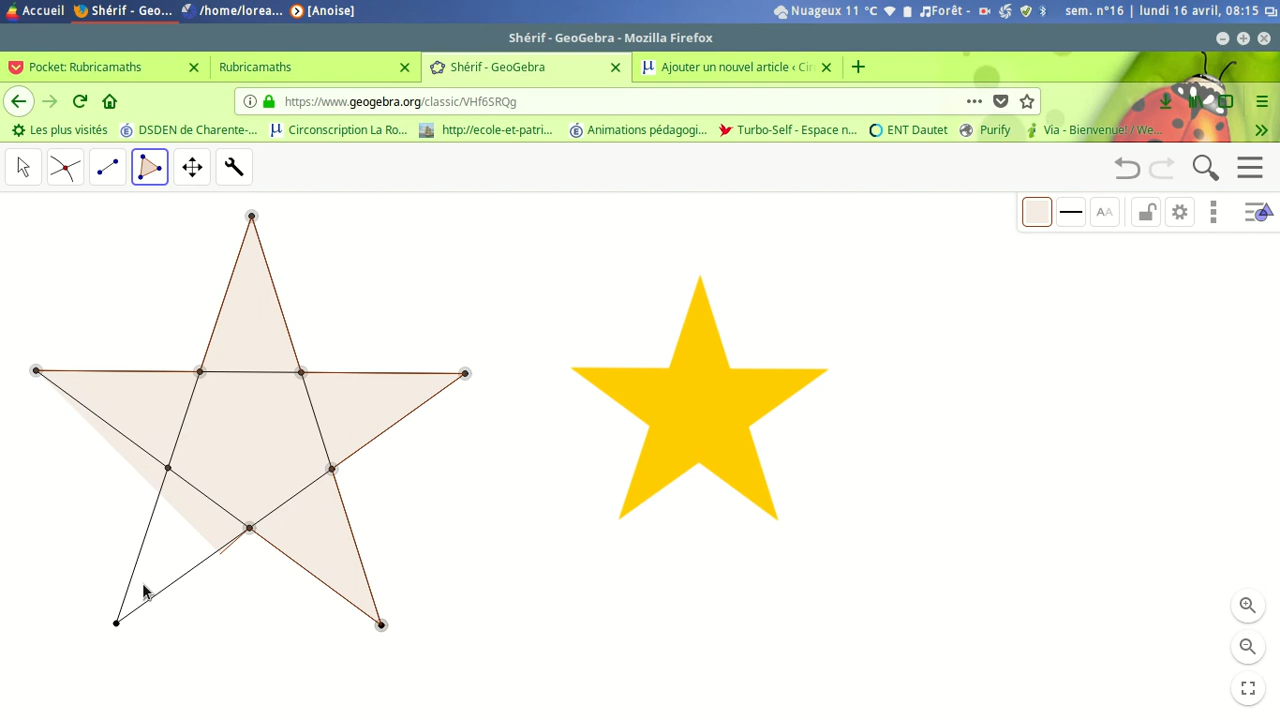 Accueil Shérif - Geo... /home/lorea... [Anoise] Nuageux 11 °C Forêt - sem. n°16 | lundi 16 avril, 08:15
Shérif - GeoGebra - Mozilla Firefox
Pocket: Rubricamaths Rubricamaths Shérif - GeoGebra Ajouter un nouvel article ‹ Cir
https://www.geogebra.org/classic/VHf6SRQg
Les plus visités DSDEN de Charente-... Circonscription La Ro... http://ecole-et-patri... Animations pédagogi... Turbo-Self - Espace n... ENT Dautet Purify Via - Bienvenue! / We...
AA